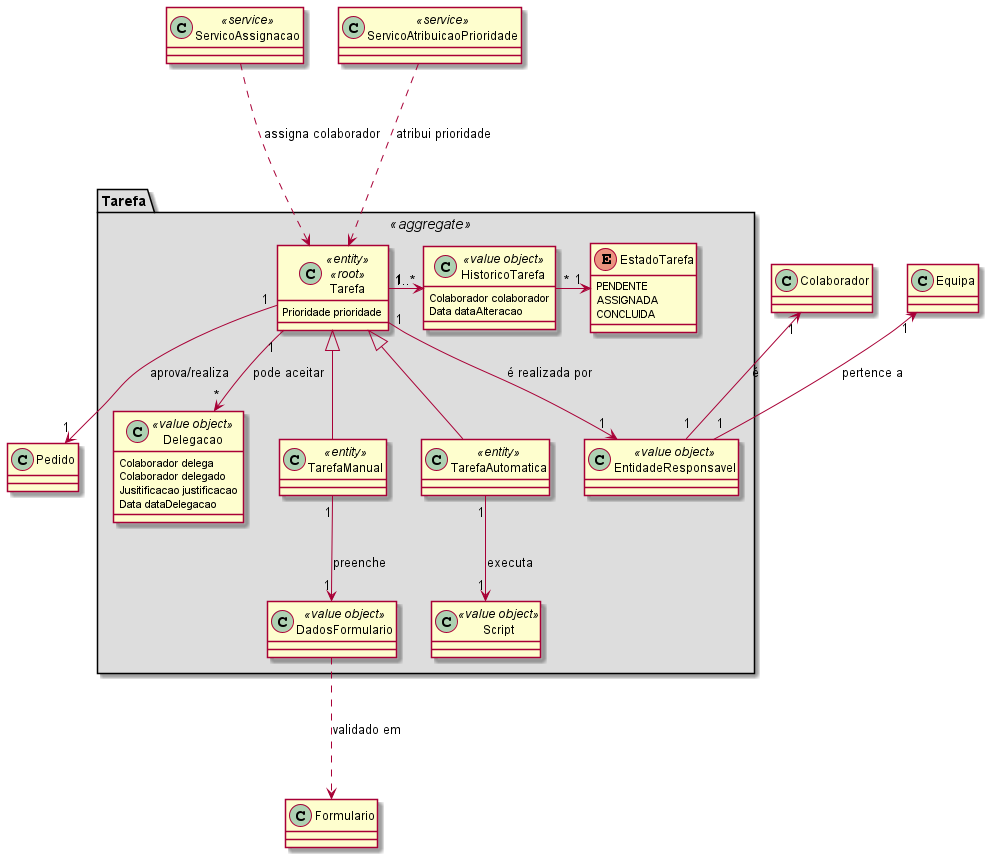 C «service»
ServicoAssignacao
C «service»
ServicoAtribuicaoPrioridade
assigna colaborador
atribui prioridade
Tarefa
«aggregate»
C «entity»
«root»
Tarefa
Prioridade prioridade
1
1..*
C «value object»
HistoricoTarefa
Colaborador colaborador
Data dataAlteracao
*
1
E EstadoTarefa
PENDENTE
ASSIGNADA
CONCLUIDA
C Colaborador
C Equipa
1
1
1
1
1
aprova/realiza
pode aceitar
é realizada por
é
pertence a
1
*
1
1
1
C Pedido
C «value object»
Delegacao
Colaborador delega
Colaborador delegado
Jusitificacao justificacao
Data dataDelegacao
C «entity»
TarefaManual
C «entity»
TarefaAutomatica
C «value object»
EntidadeResponsavel
1
1
preenche
executa
1
1
C «value object»
DadosFormulario
C «value object»
Script
validado em
C Formulario